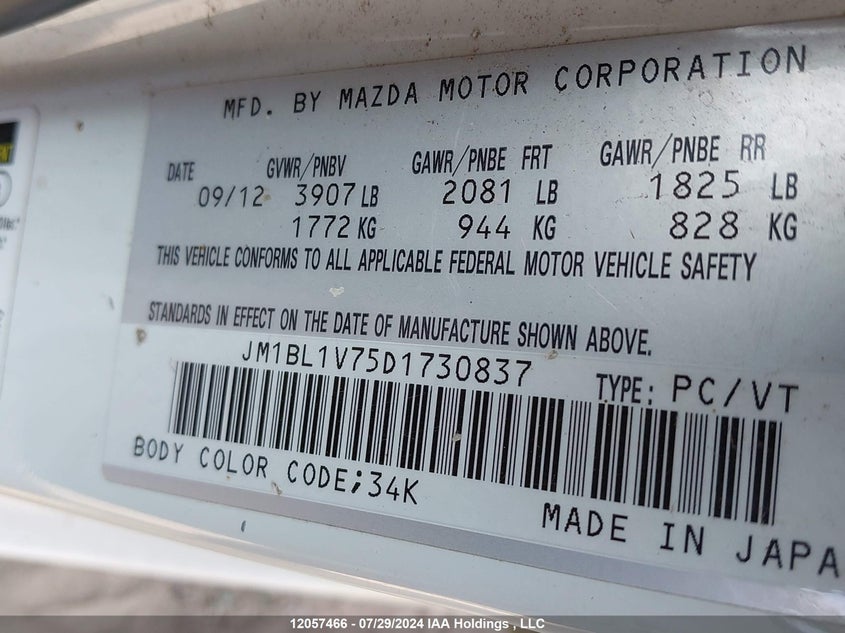 MFD. BY MAZDA MOTOR CORPORATION
DATE GVWR/PNBV GAWR/PNBE FRT GAWR/PNBE RR
09/12 3907 LB 2081 LB 1825 LB
1772 KG 944 KG 828 KG
THIS VEHICLE CONFORMS TO ALL APPLICABLE FEDERAL MOTOR VEHICLE SAFETY
STANDARDS IN EFFECT ON THE DATE OF MANUFACTURE SHOWN ABOVE.
JM1BL1V75D1730837 TYPE: PC/VT
BODY COLOR CODE;34K
MADE IN JAPA
12057466 - 07/29/2024 IAA Holdings , LLC